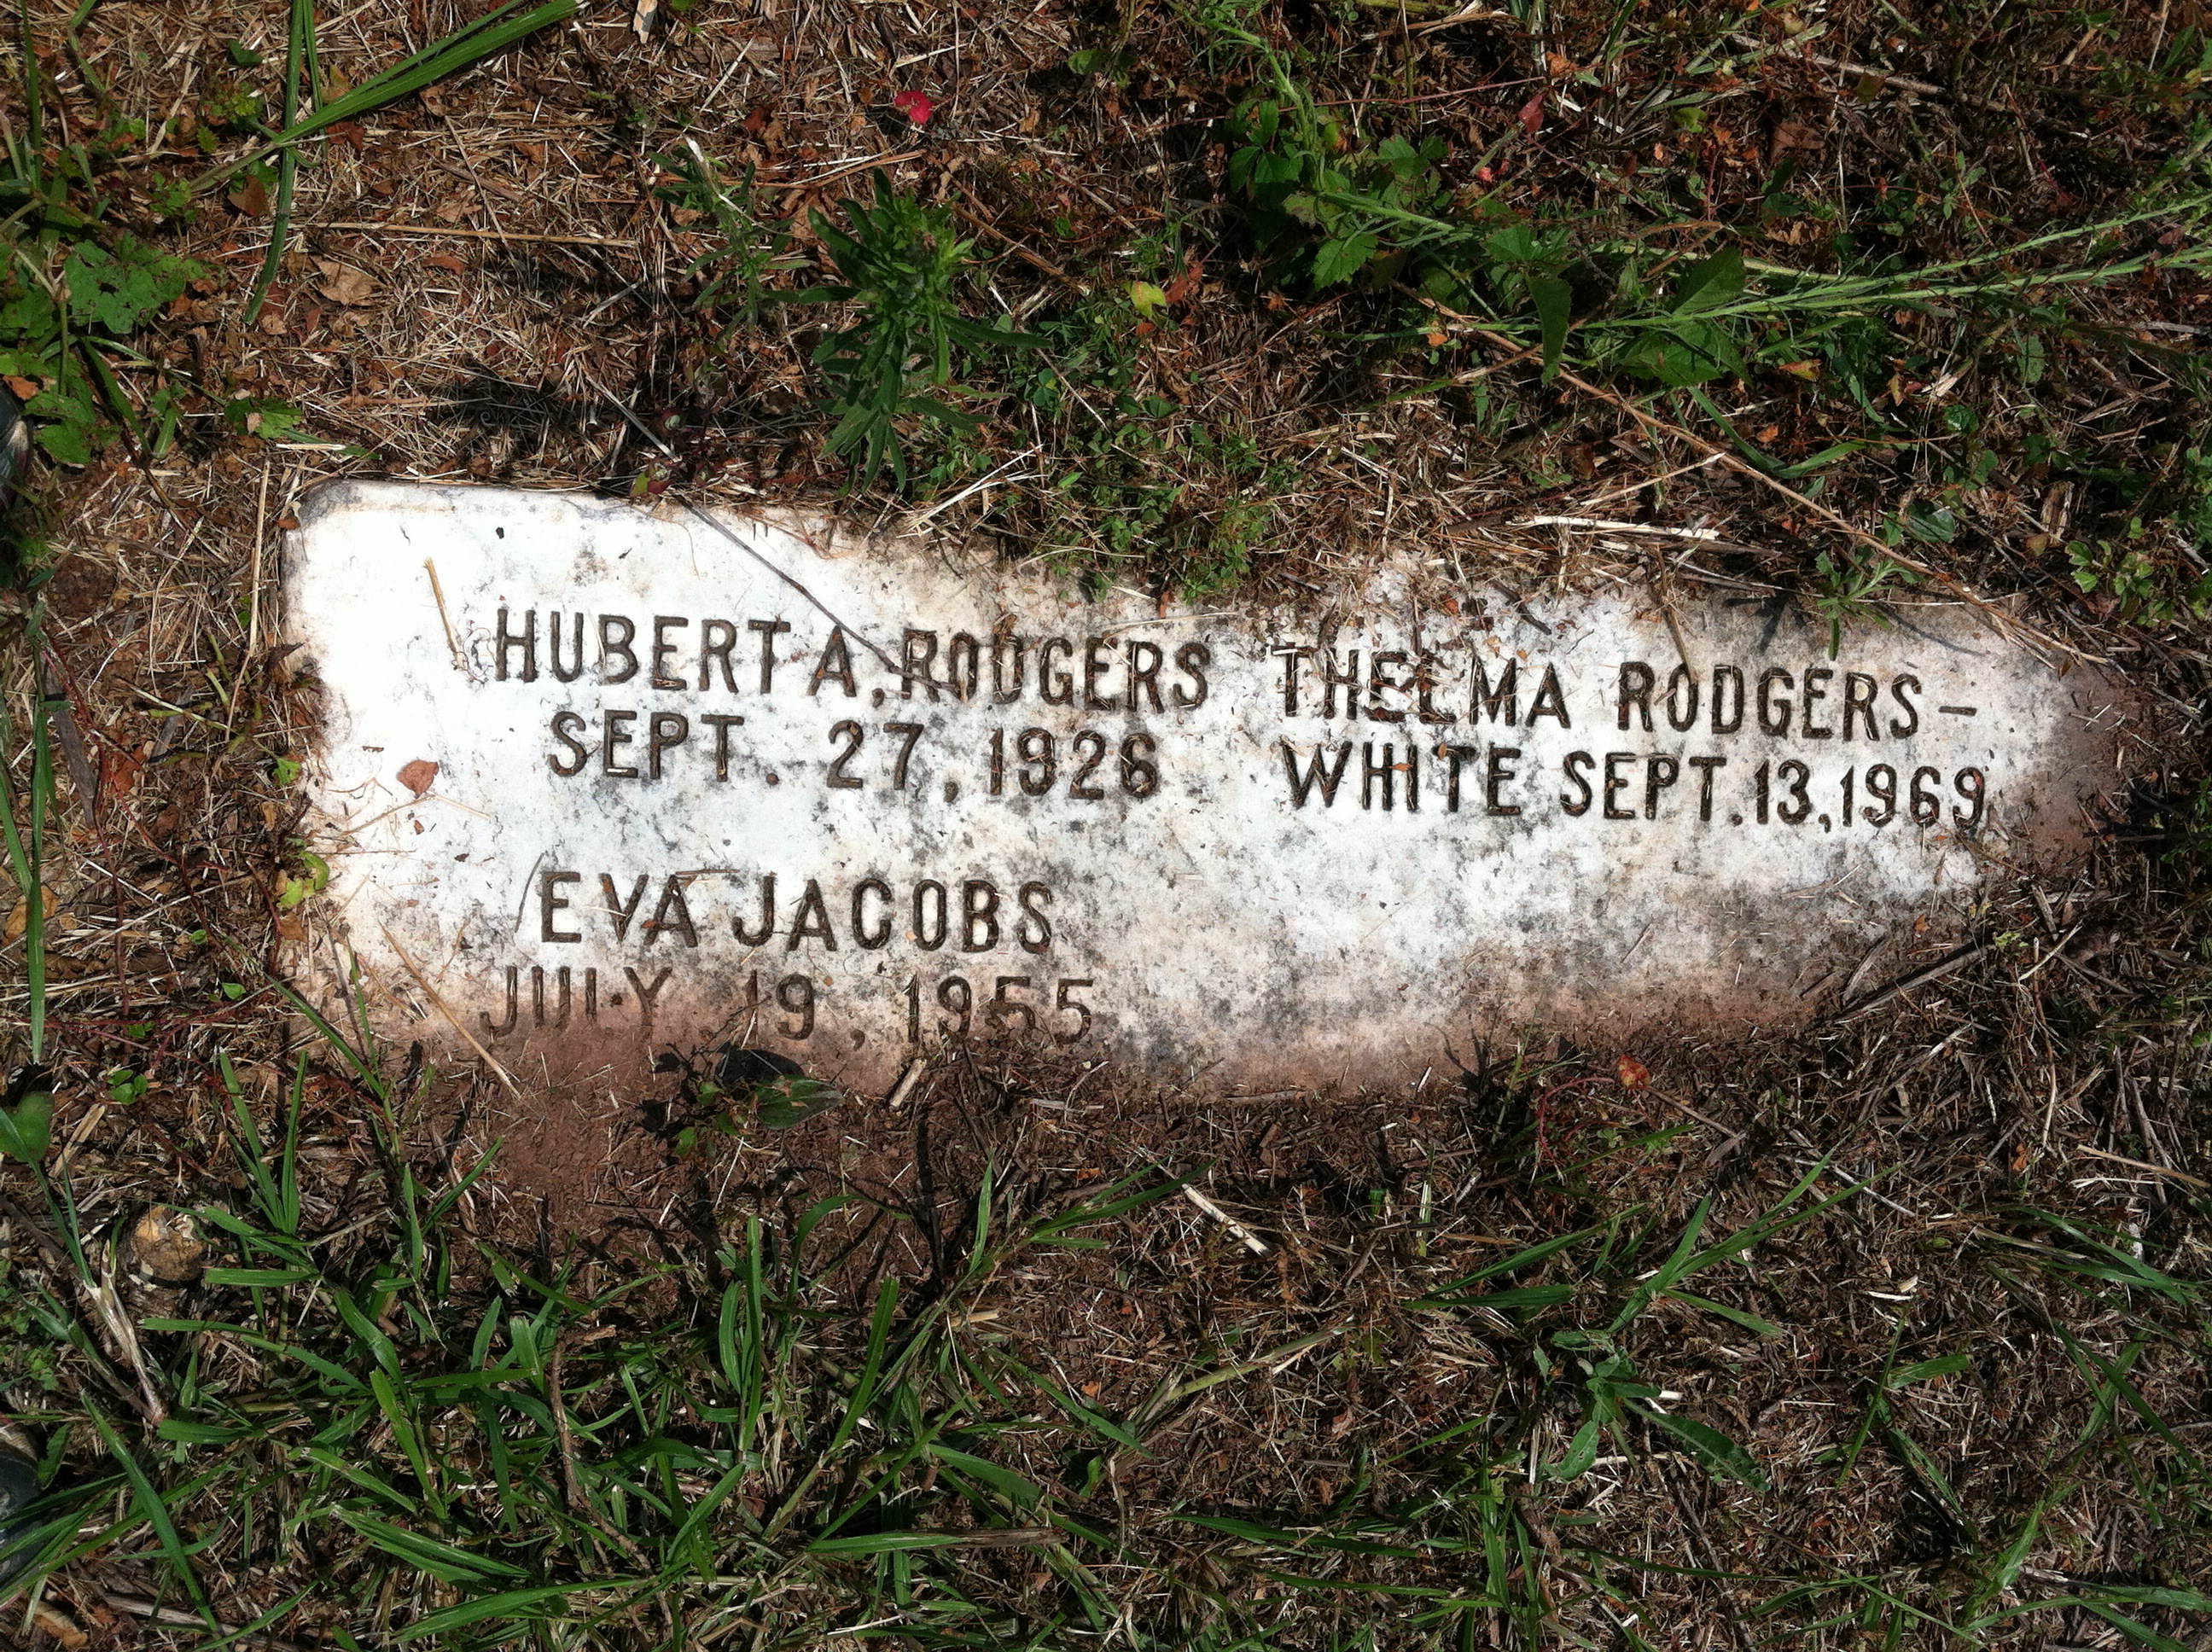 HUBERT A. RODGERS
SEPT. 27, 1926
THELMA RODGERS-
WHITE SEPT. 13, 1969
EVA JACOBS
JULY 19, 1955